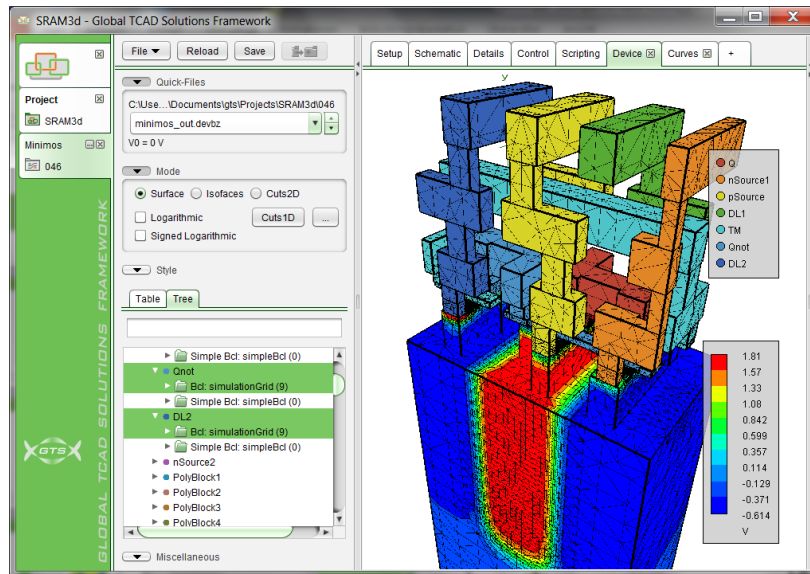 SRAM3d - Global TCAD Solutions Framework
File Reload Save
Setup Schematic Details Control Scripting Device Curves +
Project
SRAM3d
Minimos
046
GLOBAL TCAD SOLUTIONS FRAMEWORK
GTS
Quick-Files
C:\Use...\Documents\gts\Projects\SRAM3d\046
minimos_out.devbz
V0 = 0 V
Mode
Surface Isofaces Cuts2D
Logarithmic Cuts1D ...
Signed Logarithmic
Style
Table Tree
Simple Bcl: simpleBcl (0)
Qnot
Bcl: simulationGrid (9)
Simple Bcl: simpleBcl (0)
DL2
Bcl: simulationGrid (9)
Simple Bcl: simpleBcl (0)
nSource2
PolyBlock1
PolyBlock2
PolyBlock3
PolyBlock4
Miscellaneous
Y
Q
nSource1
pSource
DL1
TM
Qnot
DL2
1.81
1.57
1.33
1.08
0.842
0.599
0.357
0.114
-0.129
-0.371
-0.614
V